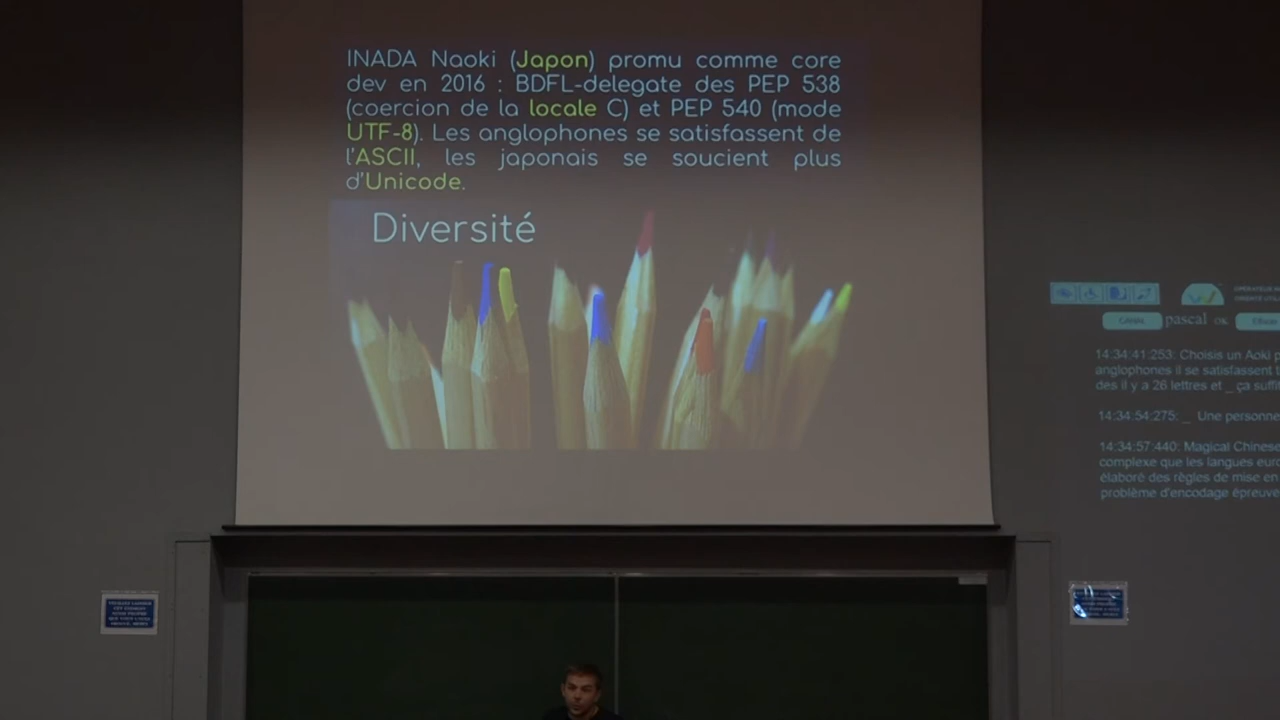 INADA Naoki (Japon) promu comme core
dev en 2016 : BDFL-delegate des PEP 538
(coercion de la locale C) et PEP 540 (mode
UTF-8). Les anglophones se satisfassent de
l'ASCII, les japonais se soucient plus
d'Unicode.
Diversité
pascal
14:34:41:253: Choisis un Aoki p
anglophones il se satisfassent t
des il y a 26 lettres et _ ça suffi
14:34:54:275: _ Une personne
14:34:57:440: Magical Chinese
complexe que les langues euro
élaboré des règles de mise en
problème d'encodage épreuve